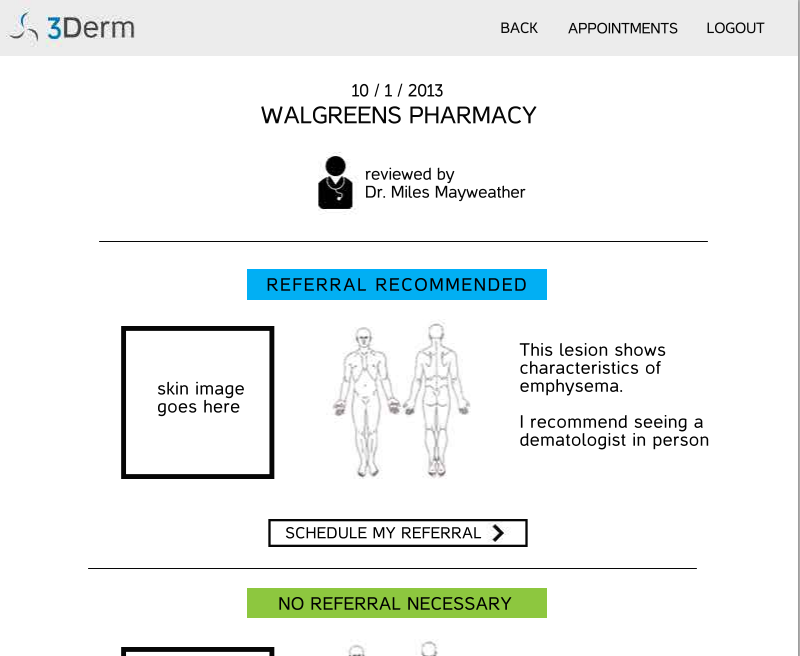 3Derm
BACK APPOINTMENTS LOGOUT
10 / 1 / 2013
WALGREENS PHARMACY
reviewed by
Dr. Miles Mayweather
REFERRAL RECOMMENDED
skin image
goes here
This lesion shows
characteristics of
emphysema.
I recommend seeing a
dematologist in person
SCHEDULE MY REFERRAL
NO REFERRAL NECESSARY